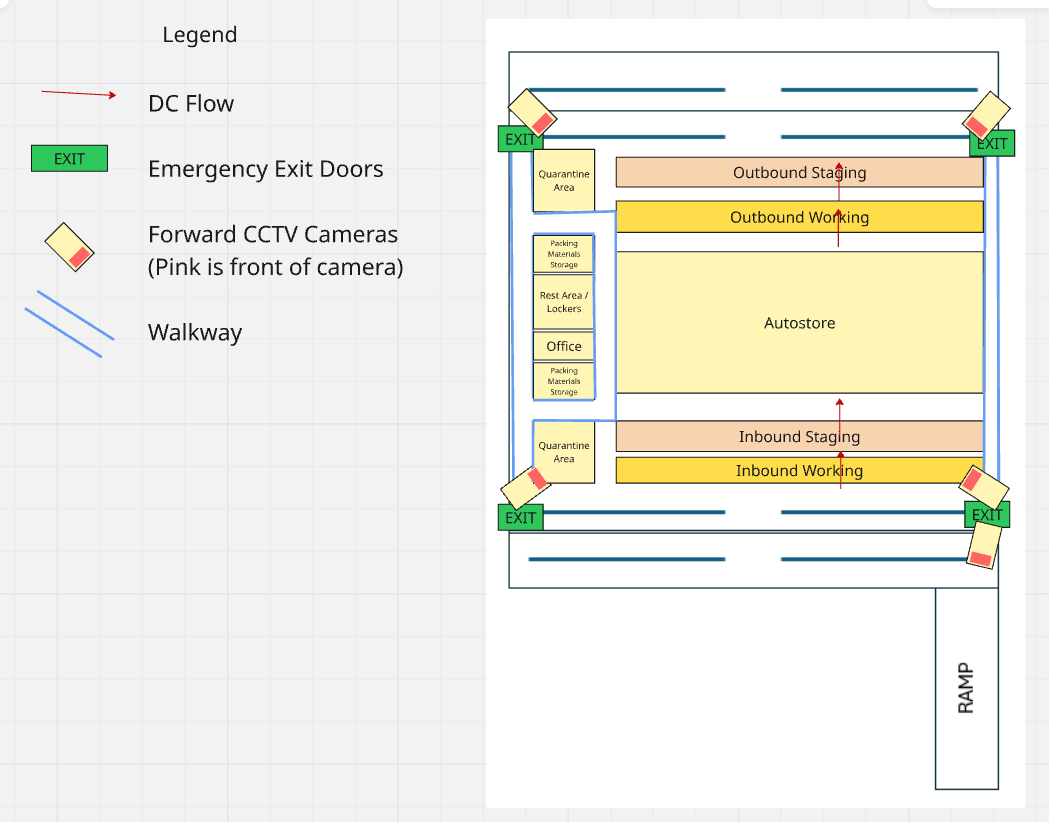 Legend
DC Flow
EXIT
Emergency Exit Doors
Forward CCTV Cameras
(Pink is front of camera)
Walkway
EXIT
EXIT
Quarantine
Area
Outbound Staging
Outbound Working
Packing
Materials
Storage
Rest Area /
Lockers
Office
Packing
Materials
Storage
Autostore
Quarantine
Area
Inbound Staging
Inbound Working
EXIT
EXIT
RAMP